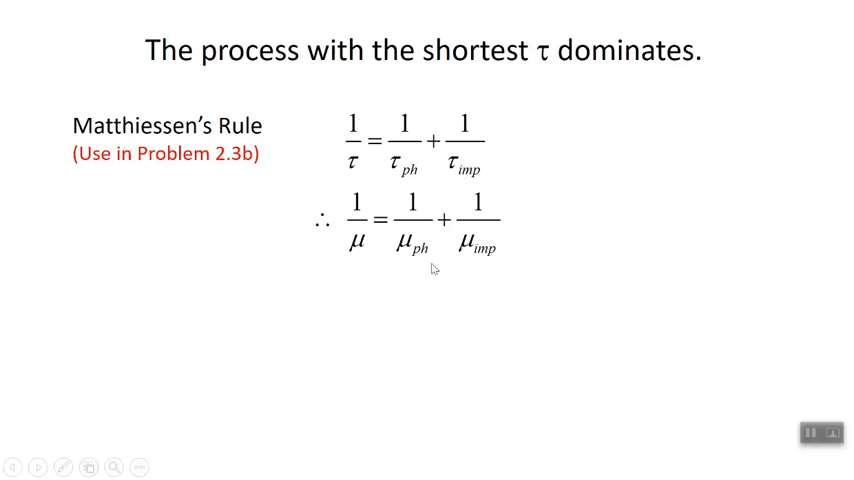 The process with the shortest τ dominates.
Matthiessen's Rule
(Use in Problem 2.3b)
1/τ = 1/τ_ph + 1/τ_imp
∴ 1/μ = 1/μ_ph + 1/μ_imp